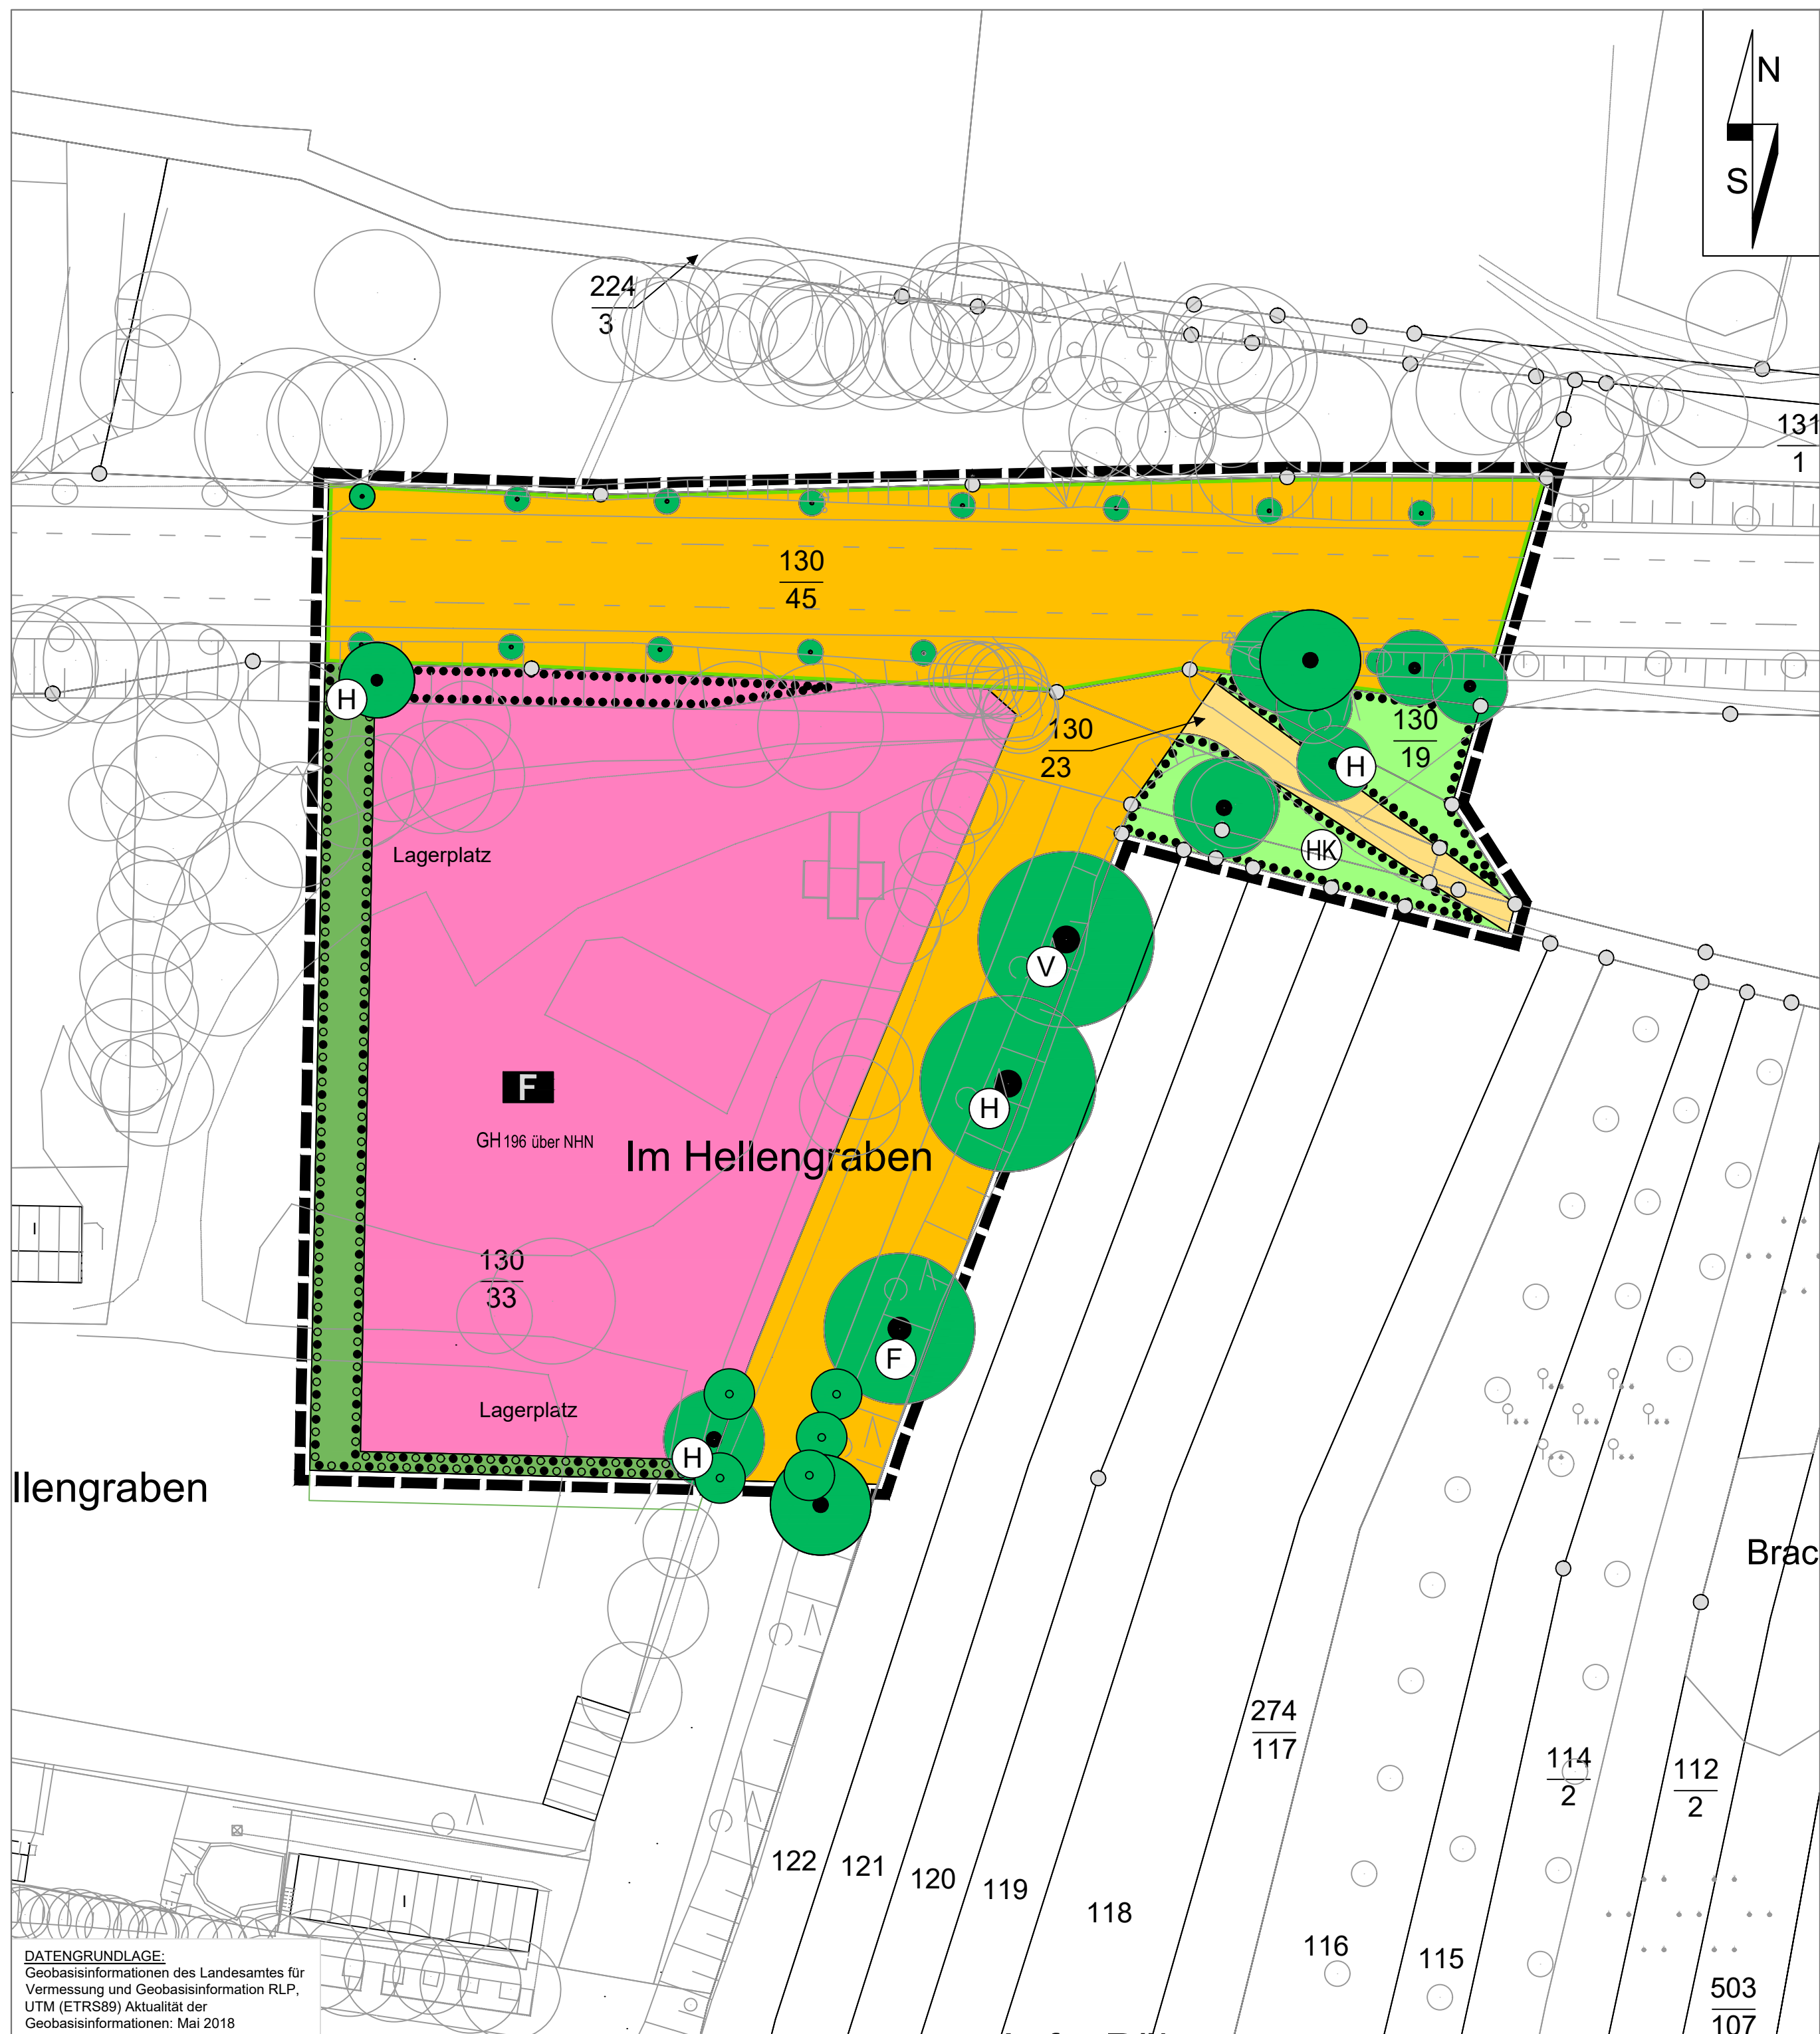 N
S
224
3
131
1
130
45
H
130
23
130
19
H
HK
Lagerplatz
V
F
GH 196 über NHN
H
Im Hellengraben
I
130
33
F
Lagerplatz
H
llengraben
Brac
274
117
114
2
112
2
122
121
120
119
118
116
115
503
107
I
DATENGRUNDLAGE:
Geobasisinformationen des Landesamtes für
Vermessung und Geobasisinformation RLP,
UTM (ETRS89) Aktualität der
Geobasisinformationen: Mai 2018